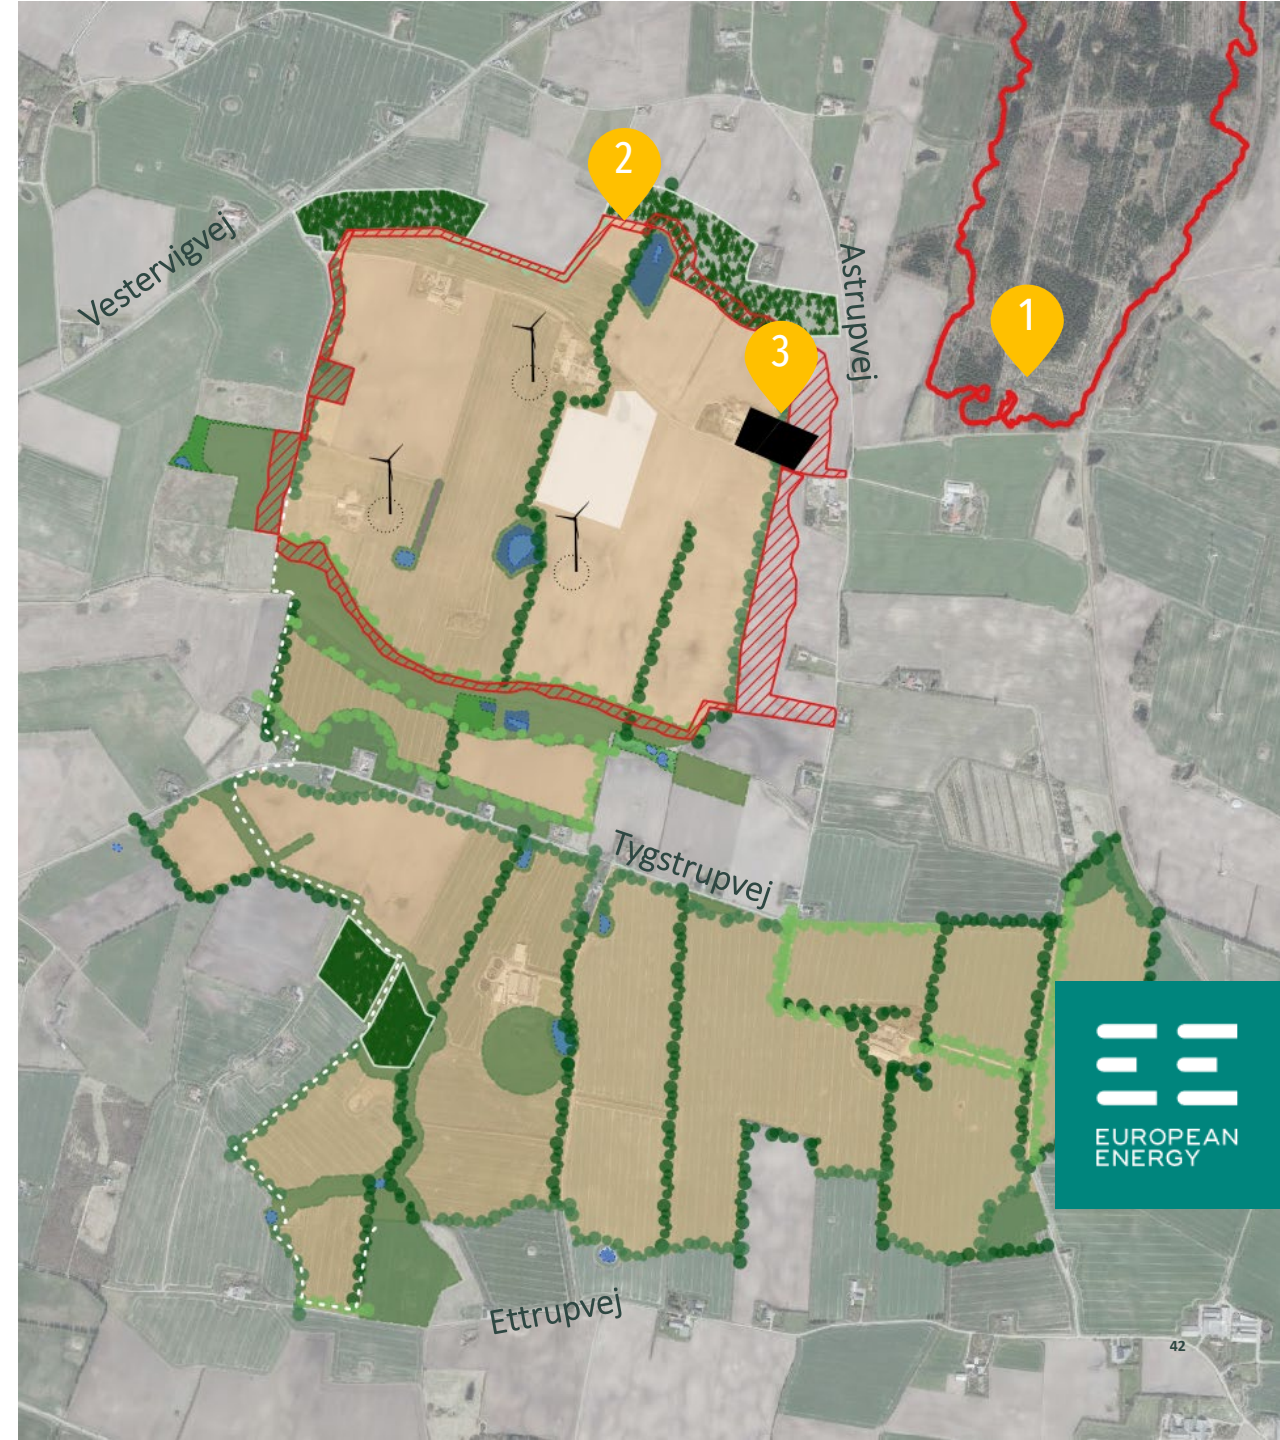 2
Vestervigvej
Astrupvej
1
3
Tygstrupvej
EUROPEAN
ENERGY
Ettrupvej
42